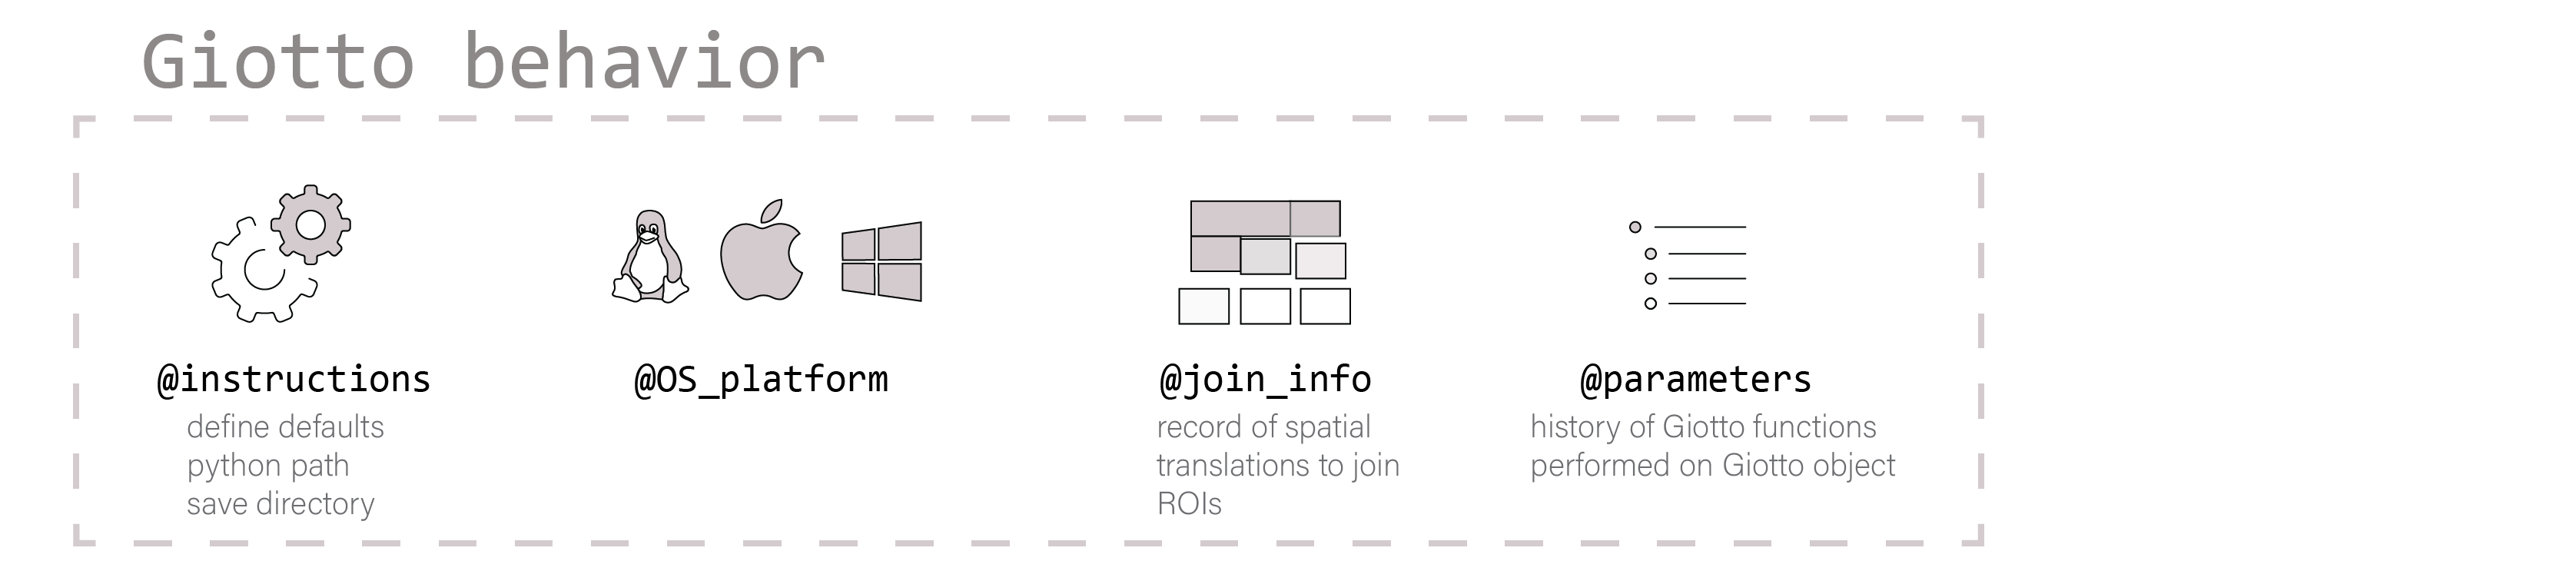 Giotto behavior
@instructions
define defaults
python path
save directory
@OS_platform
@join_info
record of spatial
translations to join
ROIs
@parameters
history of Giotto functions
performed on Giotto object